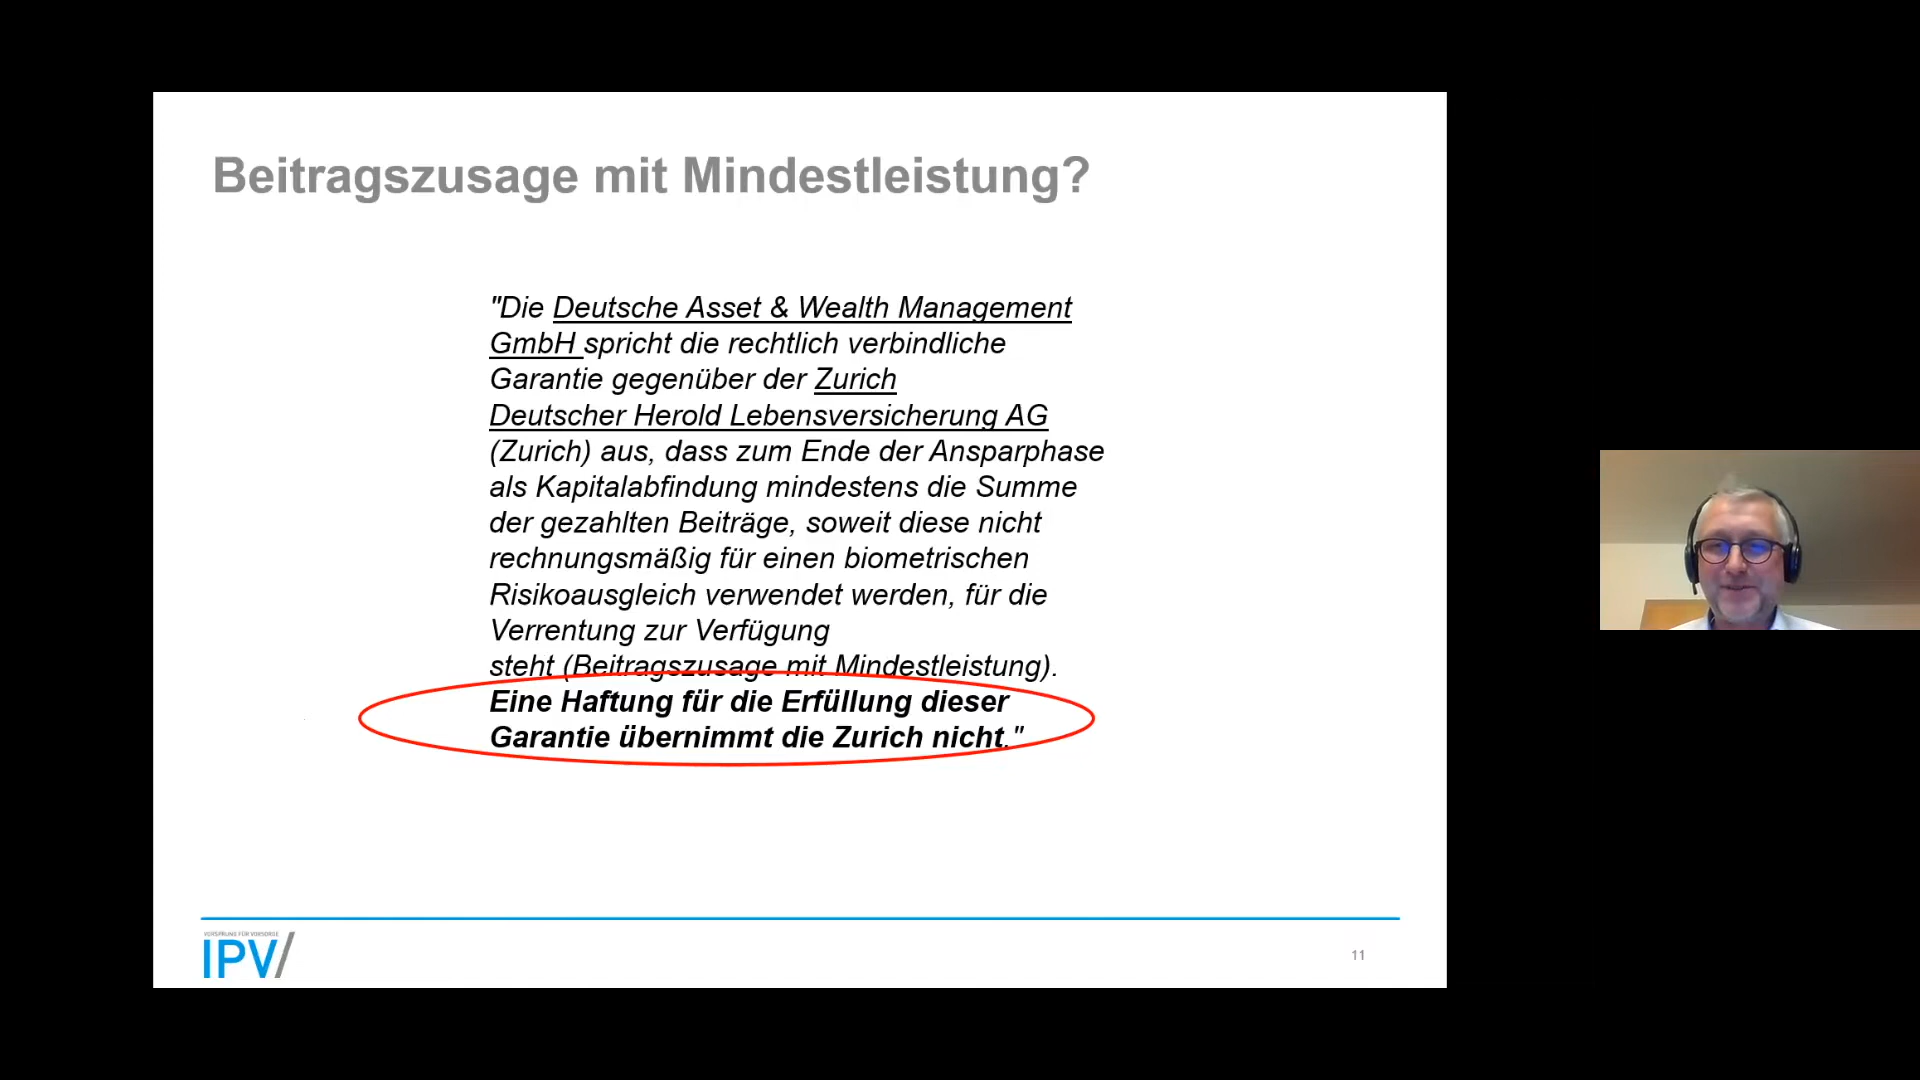 Beitragszusage mit Mindestleistung?
"Die Deutsche Asset & Wealth Management
GmbH spricht die rechtlich verbindliche
Garantie gegenüber der Zurich
Deutscher Herold Lebensversicherung AG
(Zurich) aus, dass zum Ende der Ansparphase
als Kapitalabfindung mindestens die Summe
der gezahlten Beiträge, soweit diese nicht
rechnungsmäßig für einen biometrischen
Risikoausgleich verwendet werden, für die
Verrentung zur Verfügung
steht (Beitragszusage mit Mindestleistung).
Eine Haftung für die Erfüllung dieser
Garantie übernimmt die Zurich nicht."
VORSPRUNG FÜR VORSORGE
IPV/
11